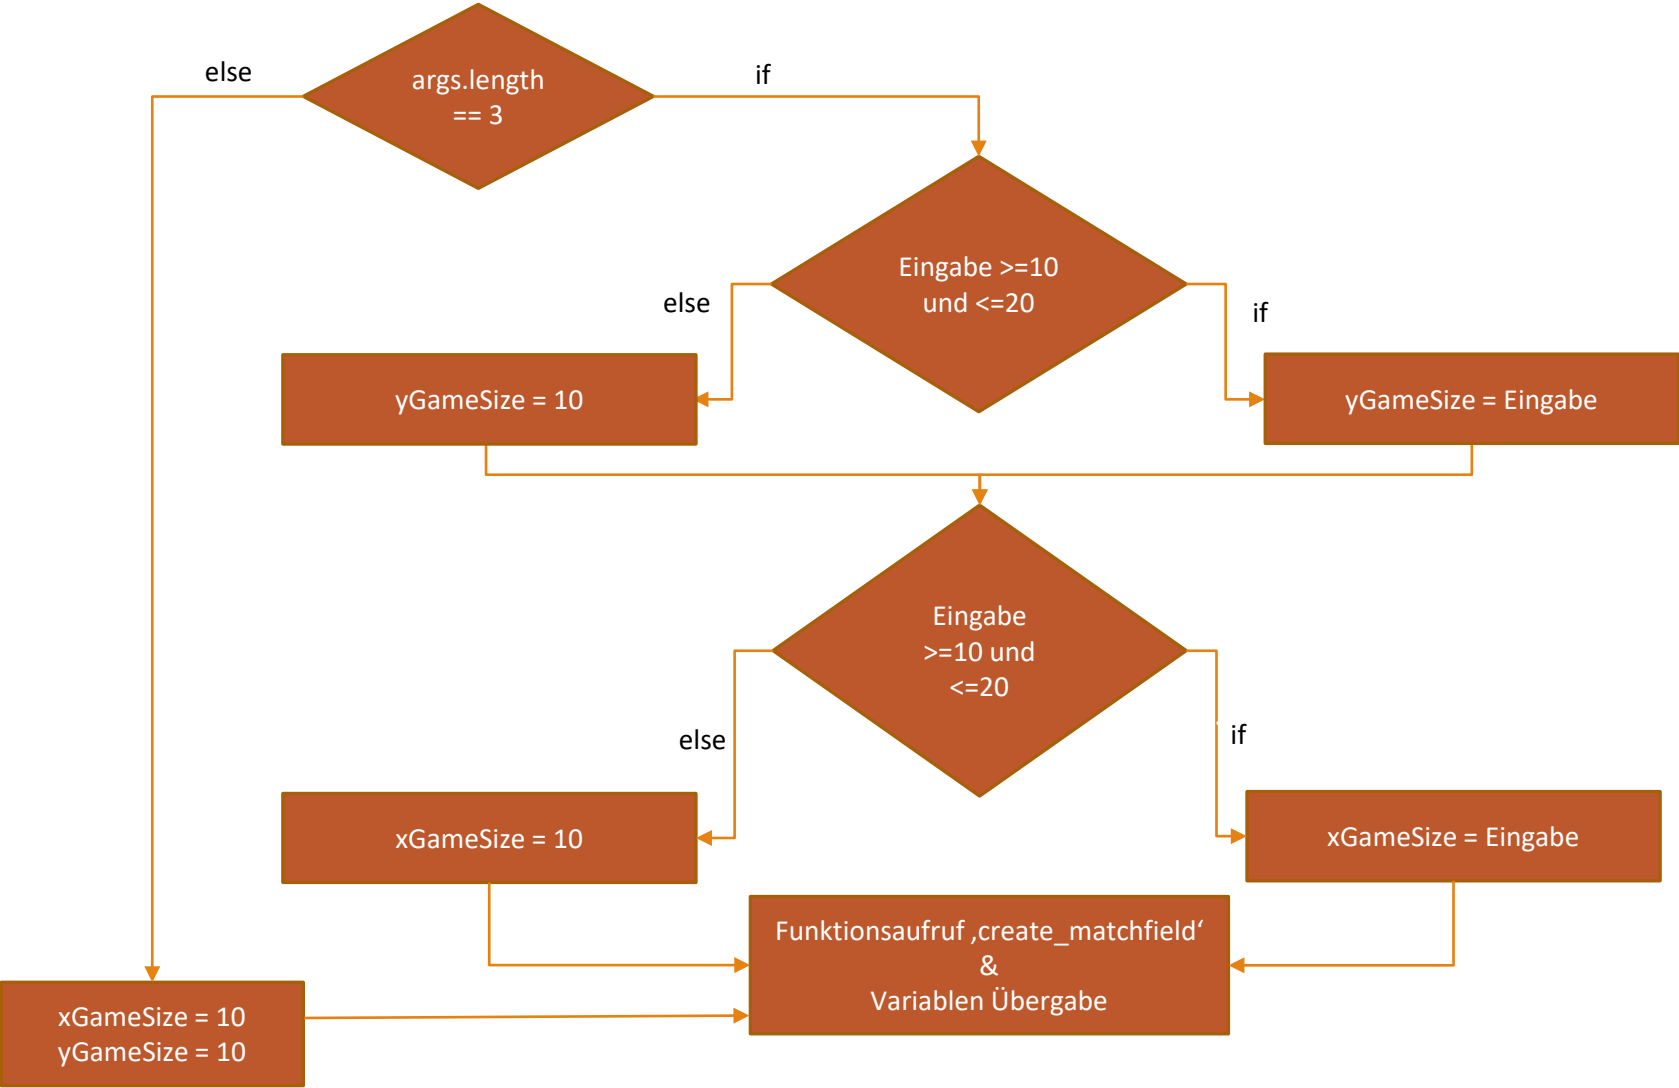 else
args.length
== 3
if
Eingabe >=10
und <=20
else
if
yGameSize = 10
yGameSize = Eingabe
Eingabe
>=10 und
<=20
else
if
xGameSize = 10
xGameSize = Eingabe
Funktionsaufruf ‚create_matchfield‘
&
Variablen Übergabe
xGameSize = 10
yGameSize = 10